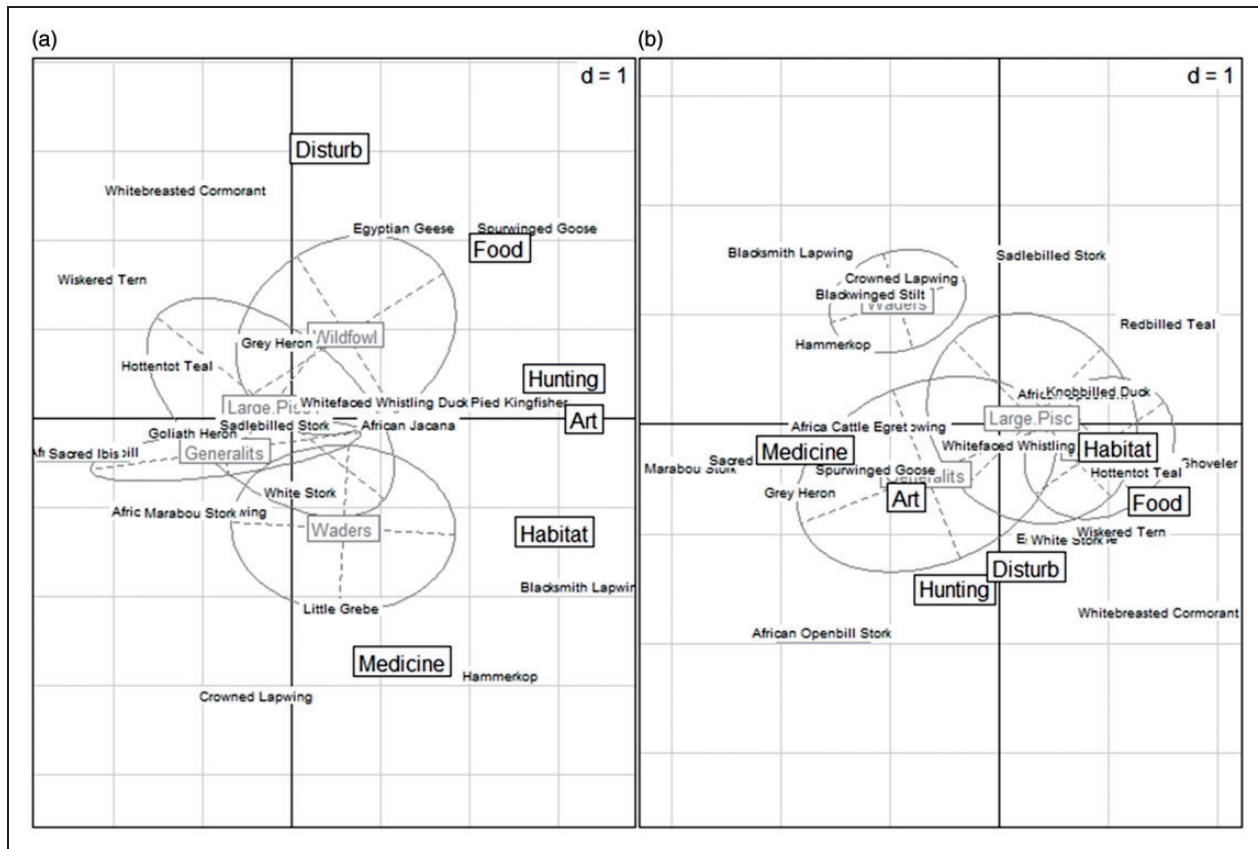 (a)
d = 1
Disturb
Whitebreasted Cormorant
Egyptian Geese
Spurwinged Goose
Food
Wiskered Tern
Wildfowl
Grey Heron
Hottentot Teal
Hunting
Large.Pisc
Whitefaced Whistling Duck
Pied Kingfisher
Art
Sadlebilled Stork
African Jacana
Goliath Heron
Generalits
Sacred Ibis
White Stork
Marabou Stork
Waders
Habitat
Blacksmith Lapwin
Little Grebe
Medicine
Hammerkop
Crowned Lapwing
(b)
d = 1
Blacksmith Lapwing
Sadlebilled Stork
Crowned Lapwing
Blackwinged Stilt
Waders
Redbilled Teal
Hammerkop
Knobbilled Duck
Large.Pisc
Africa Cattle Egret
Medicine
Whitefaced Whistling
Habitat
Sacred
Marabou Stork
Spurwinged Goose
Hottentot Teal
Shoveler
Grey Heron
Art
Food
Wiskered Tern
White Stork
Disturb
Hunting
Whitebreasted Cormorant
African Openbill Stork